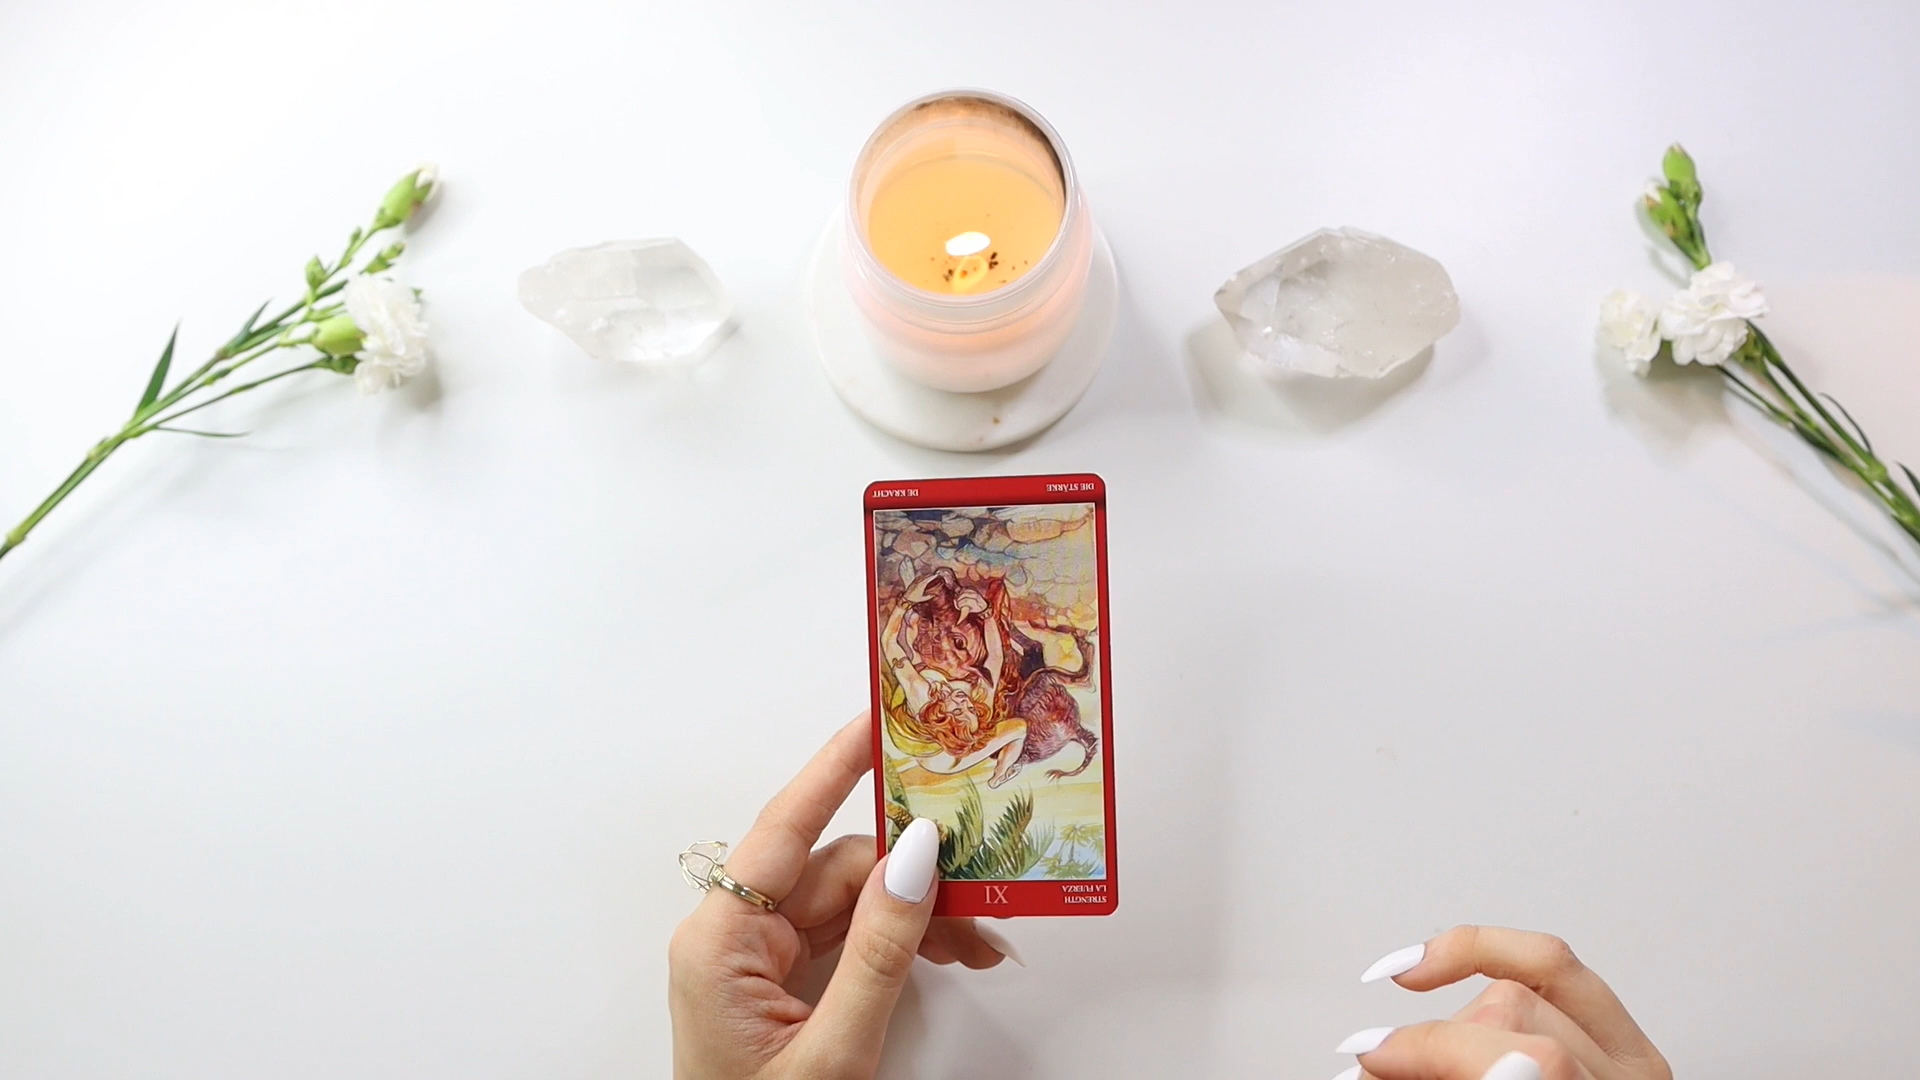 STRENGTH
LA FUERZA
XI
DIE STÄRKE
DE KRACHT